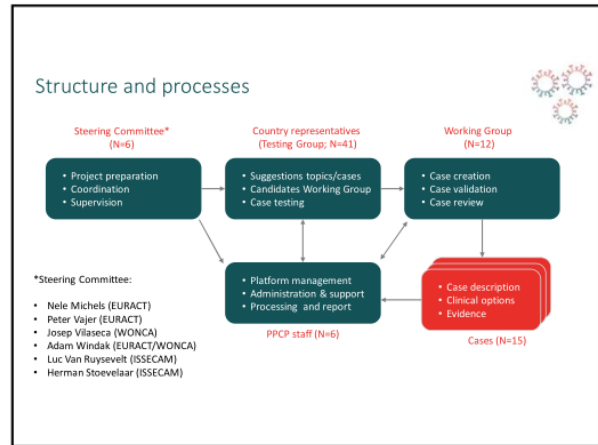 Structure and processes
Steering Committee*
(N=6)
Country representatives
(Testing Group; N=41)
Working Group
(N=12)
• Project preparation
• Coordination
• Supervision
• Suggestions topics/cases
• Candidates Working Group
• Case testing
• Case creation
• Case validation
• Case review
• Platform management
• Administration & support
• Processing and report
PPCP staff (N=6)
• Case description
• Clinical options
• Evidence
Cases (N=15)
*Steering Committee:
• Nele Michels (EURACT)
• Peter Vajer (EURACT)
• Josep Vilaseca (WONCA)
• Adam Windak (EURACT/WONCA)
• Luc Van Ruysevelt (ISSECAM)
• Herman Stoevelaar (ISSECAM)